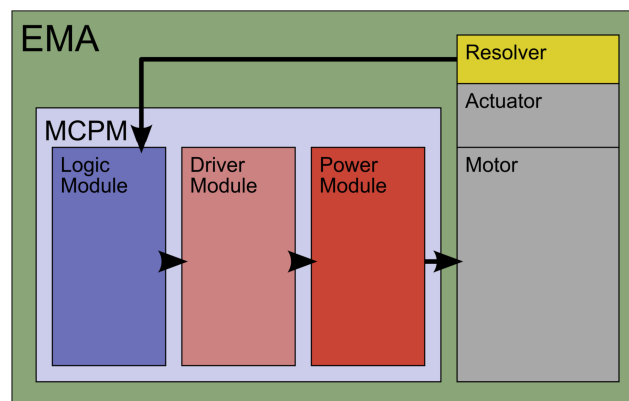 EMA
Resolver
Actuator
MCPM
Logic
Module
Driver
Module
Power
Module
Motor